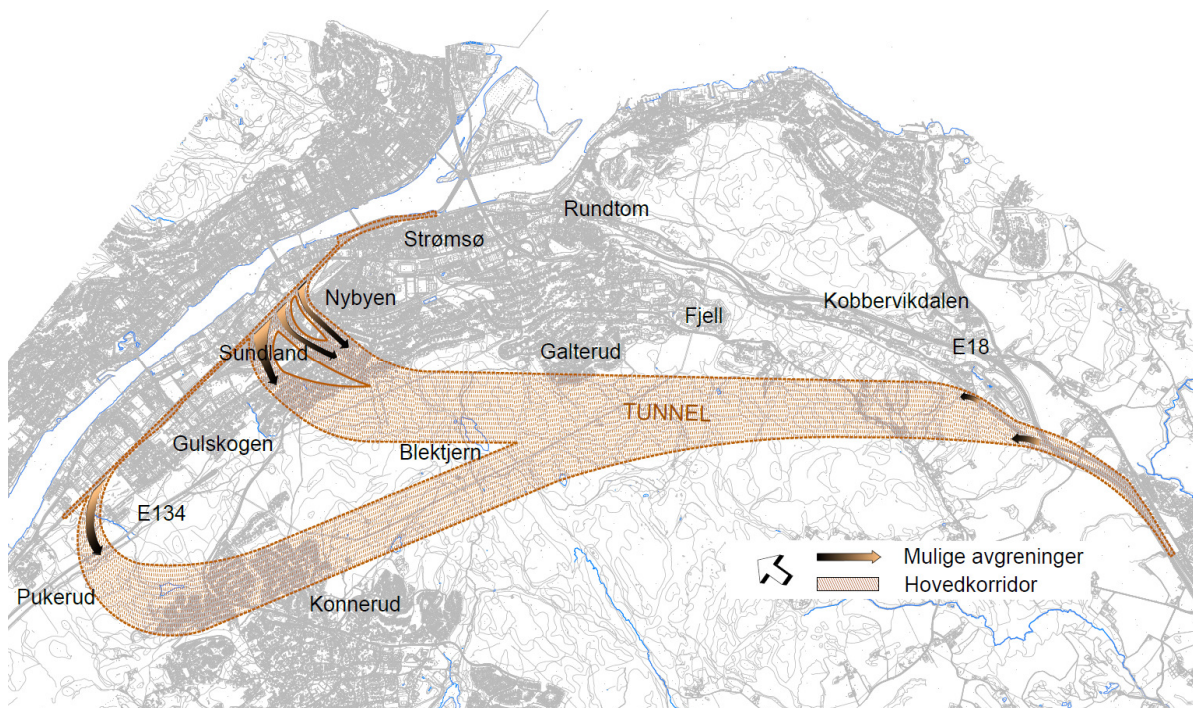 Rundtom
Strømsø
Nybyen
Kobbervikdalen
Fjell
E18
Sundland
Galterud
TUNNEL
Gulskogen
Blektjern
E134
Mulige avgreninger
Pukerud
Hovedkorridor
Konnerud